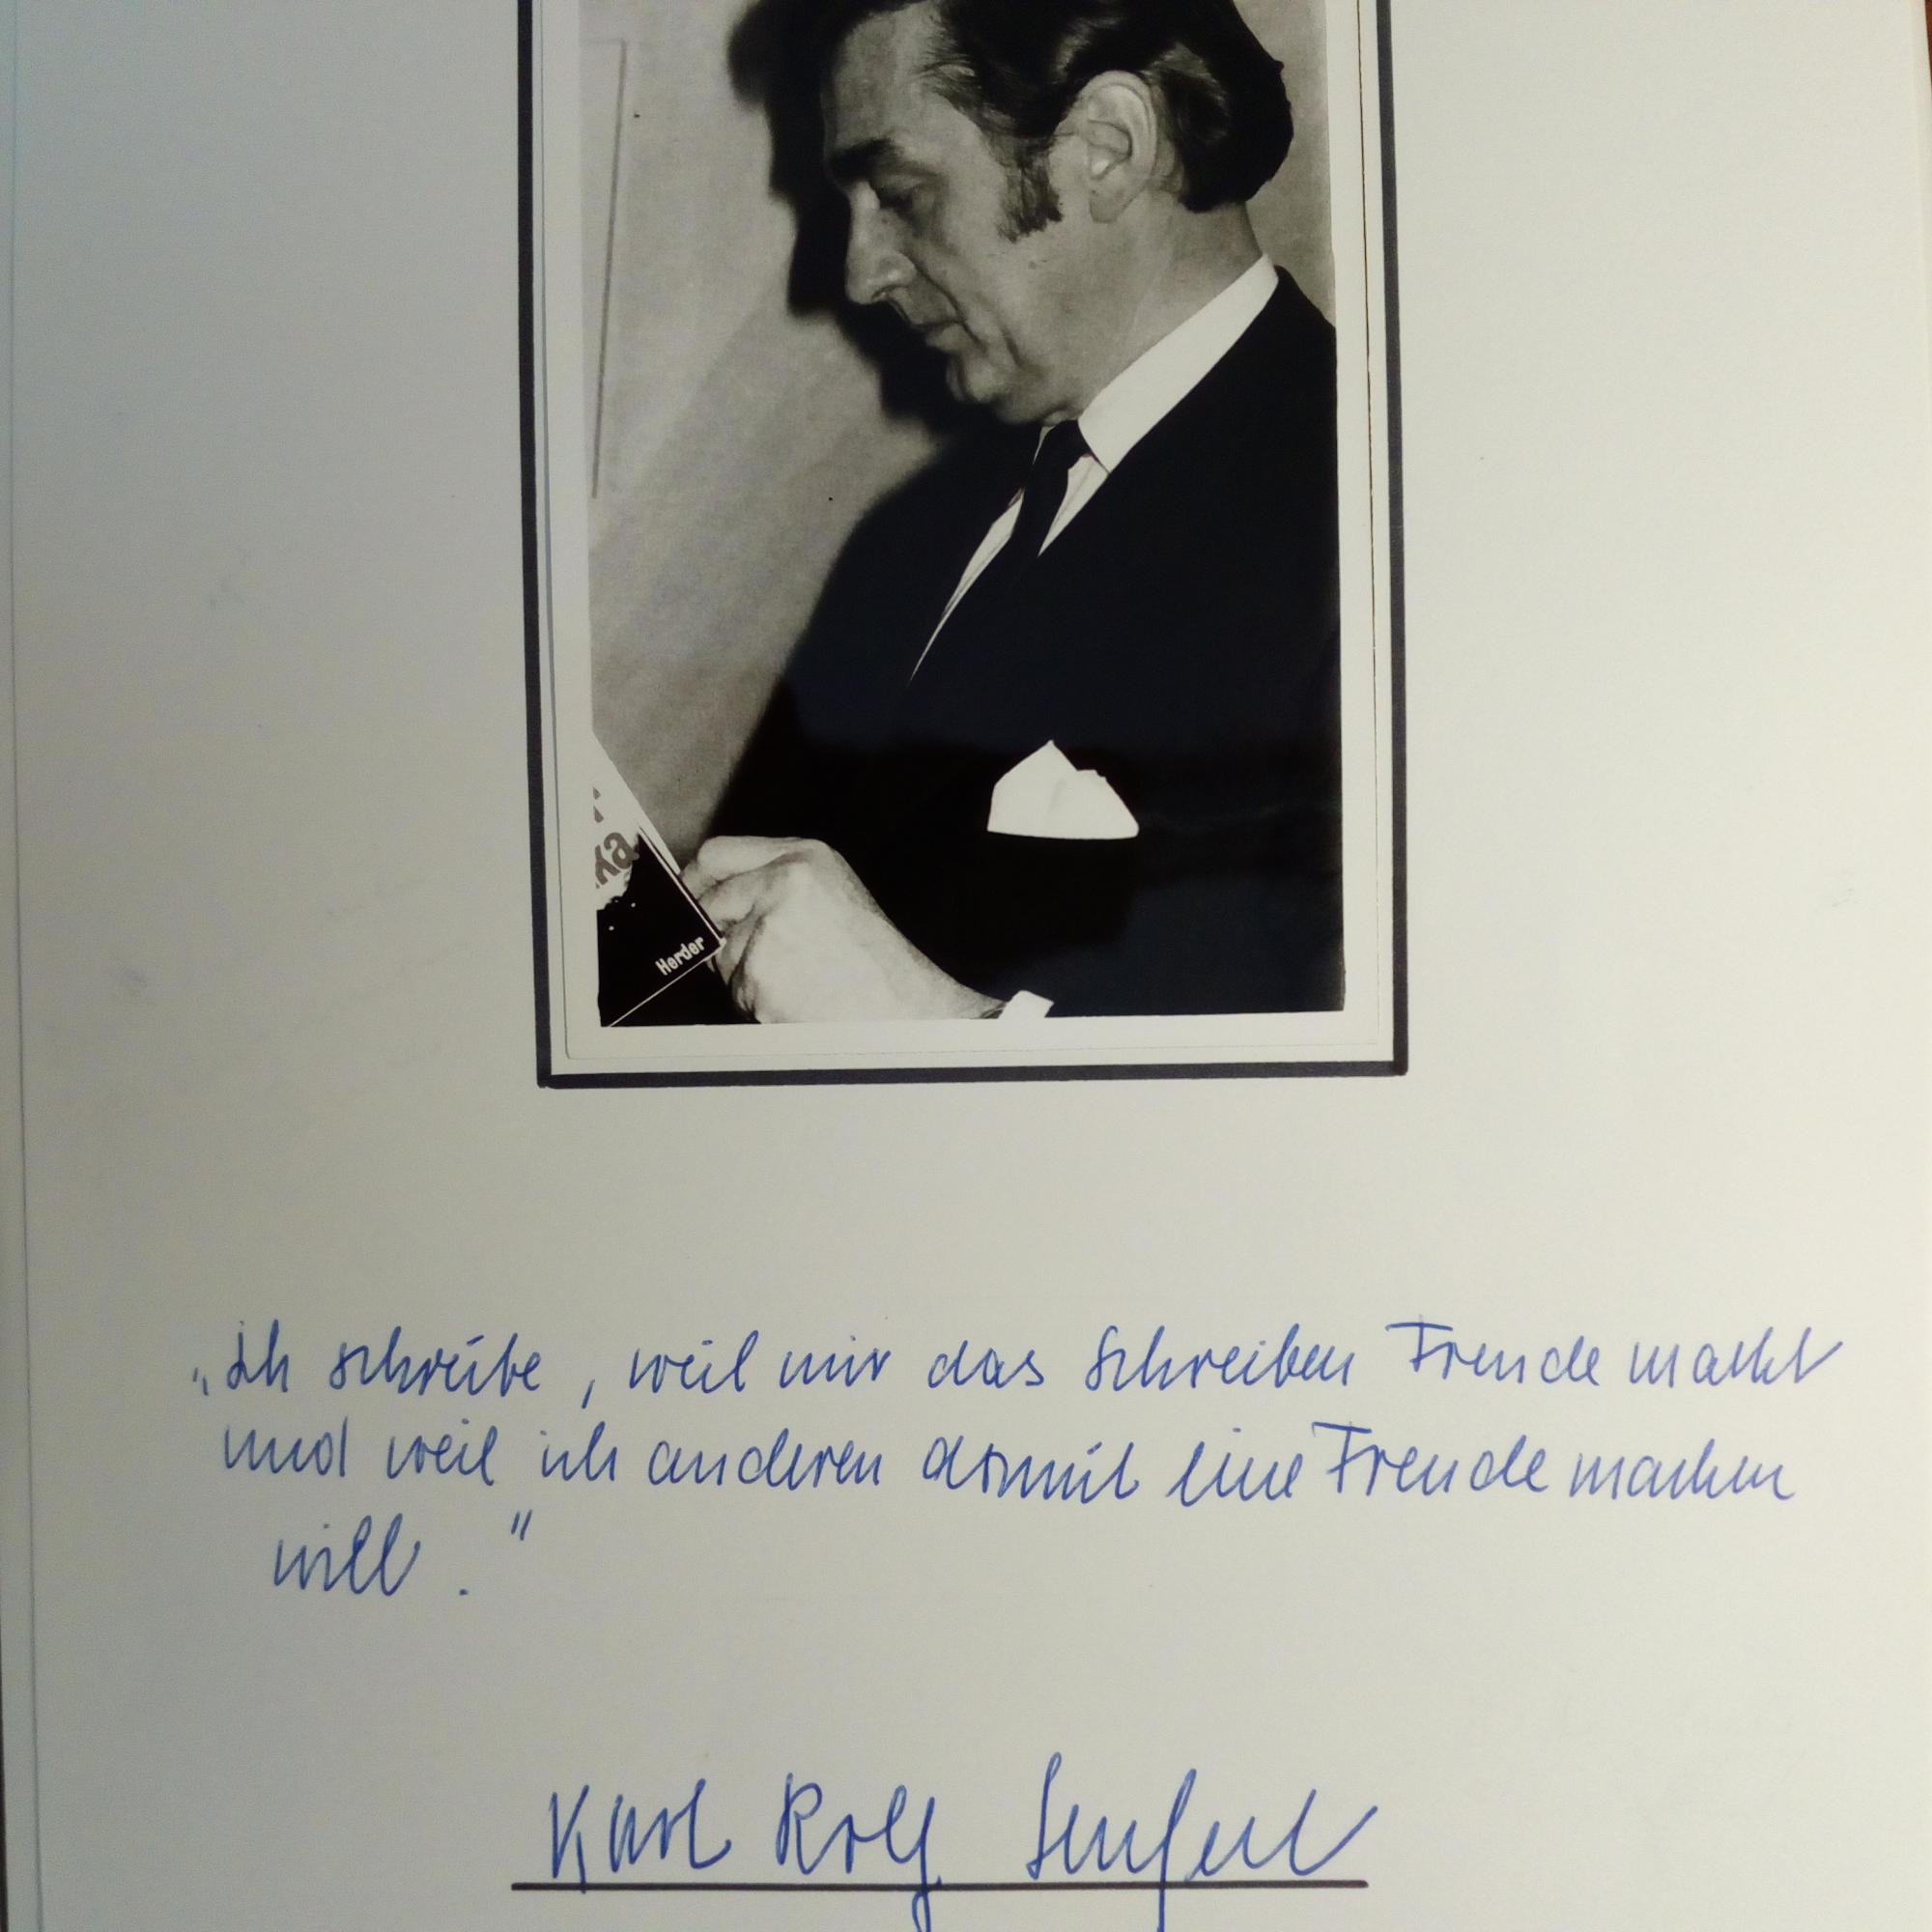 ka
Herder
„Ich schreibe, weil mir das Schreiben Freude macht
und weil ich anderen damit eine Freude machen
will."
Karl Rolf Seufert